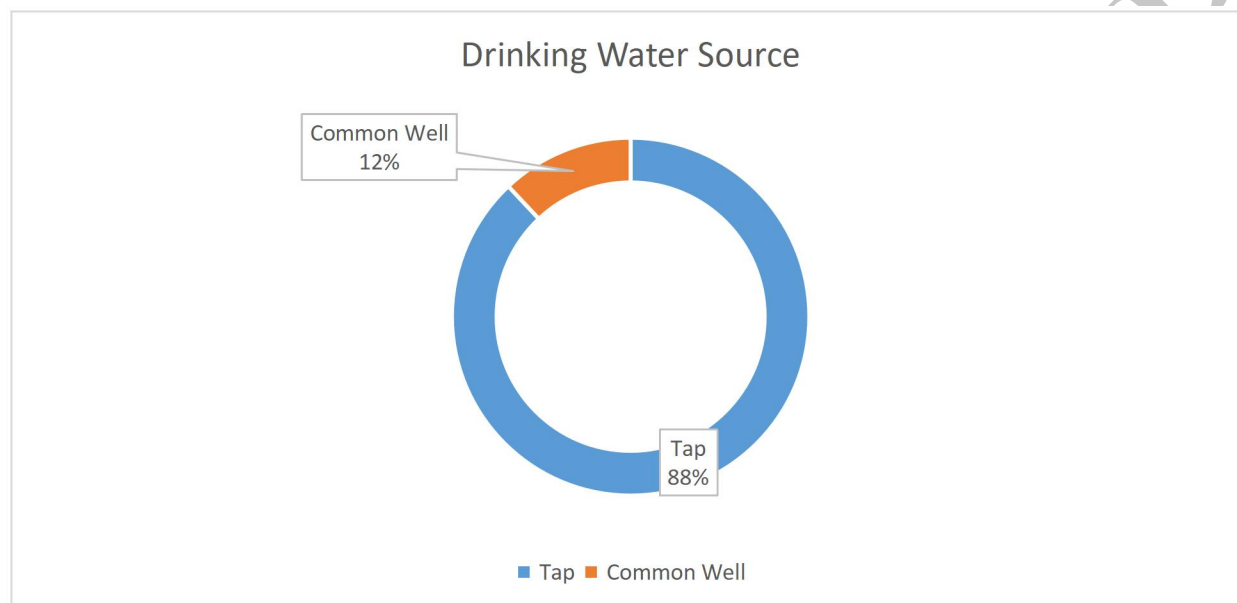 Drinking Water Source
Common Well
12%
Tap
88%
Tap Common Well